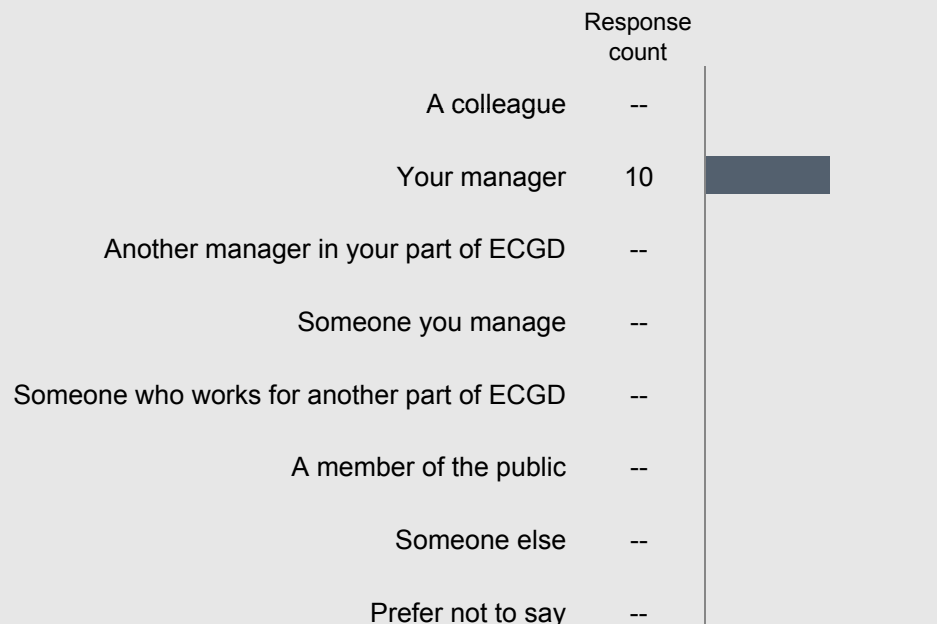 Response
count
A colleague --
Your manager 10
Another manager in your part of ECGD --
Someone you manage --
Someone who works for another part of ECGD --
A member of the public --
Someone else --
Prefer not to say --